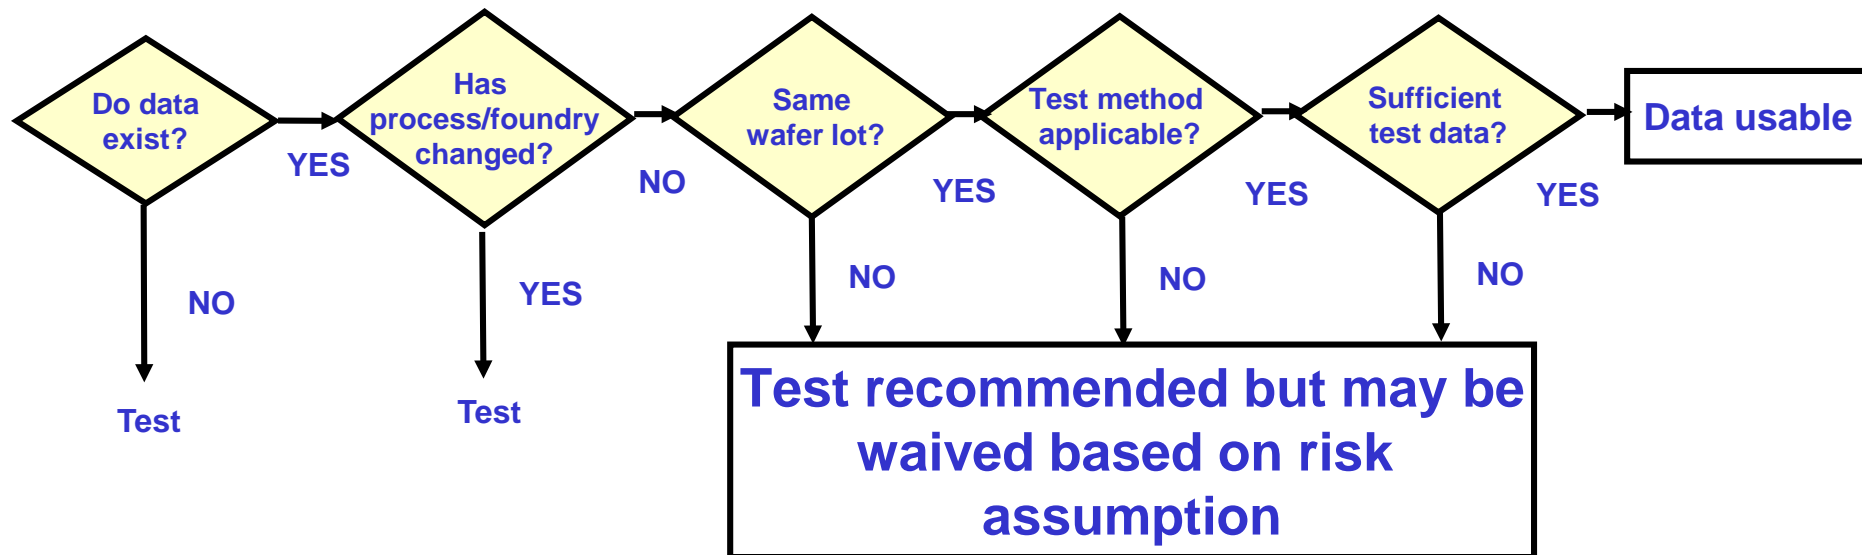 Do data
exist?
YES
NO
Test
Has
process/foundry
changed?
NO
YES
Test
Same
wafer lot?
YES
NO
Test method
applicable?
YES
NO
Sufficient
test data?
YES
NO
Data usable
Test recommended but may be
waived based on risk
assumption